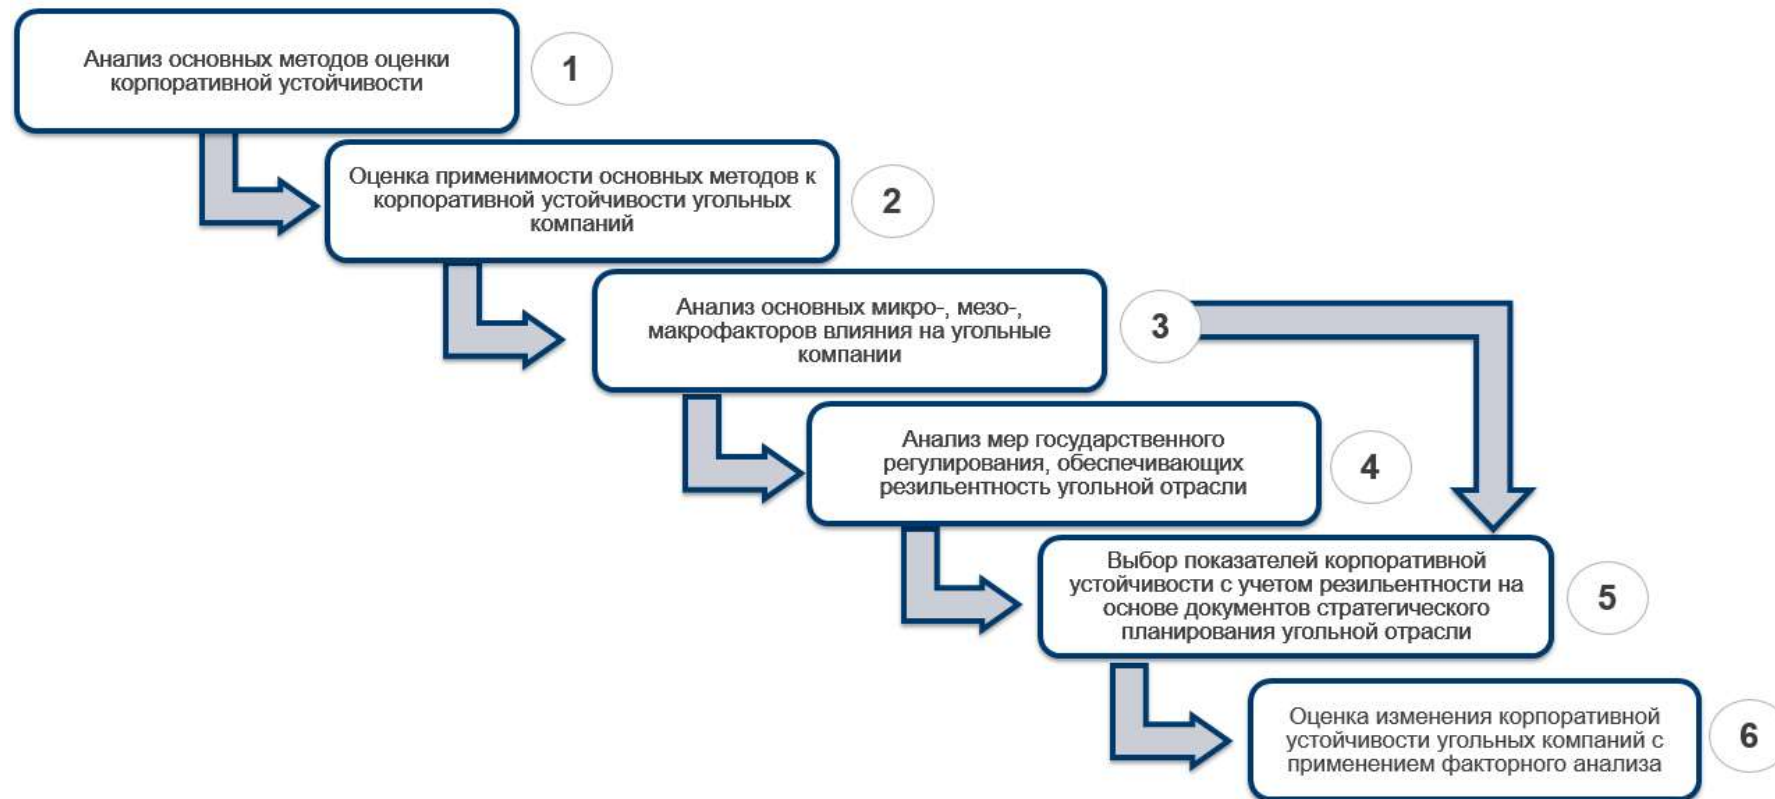 Анализ основных методов оценки
корпоративной устойчивости
1
Оценка применимости основных методов к
корпоративной устойчивости угольных
компаний
2
Анализ основных микро-, мезо-,
макрофакторов влияния на угольные
компании
3
Анализ мер государственного
регулирования, обеспечивающих
резильентность угольной отрасли
4
Выбор показателей корпоративной
устойчивости с учетом резильентности на
основе документов стратегического
планирования угольной отрасли
5
Оценка изменения корпоративной
устойчивости угольных компаний с
применением факторного анализа
6